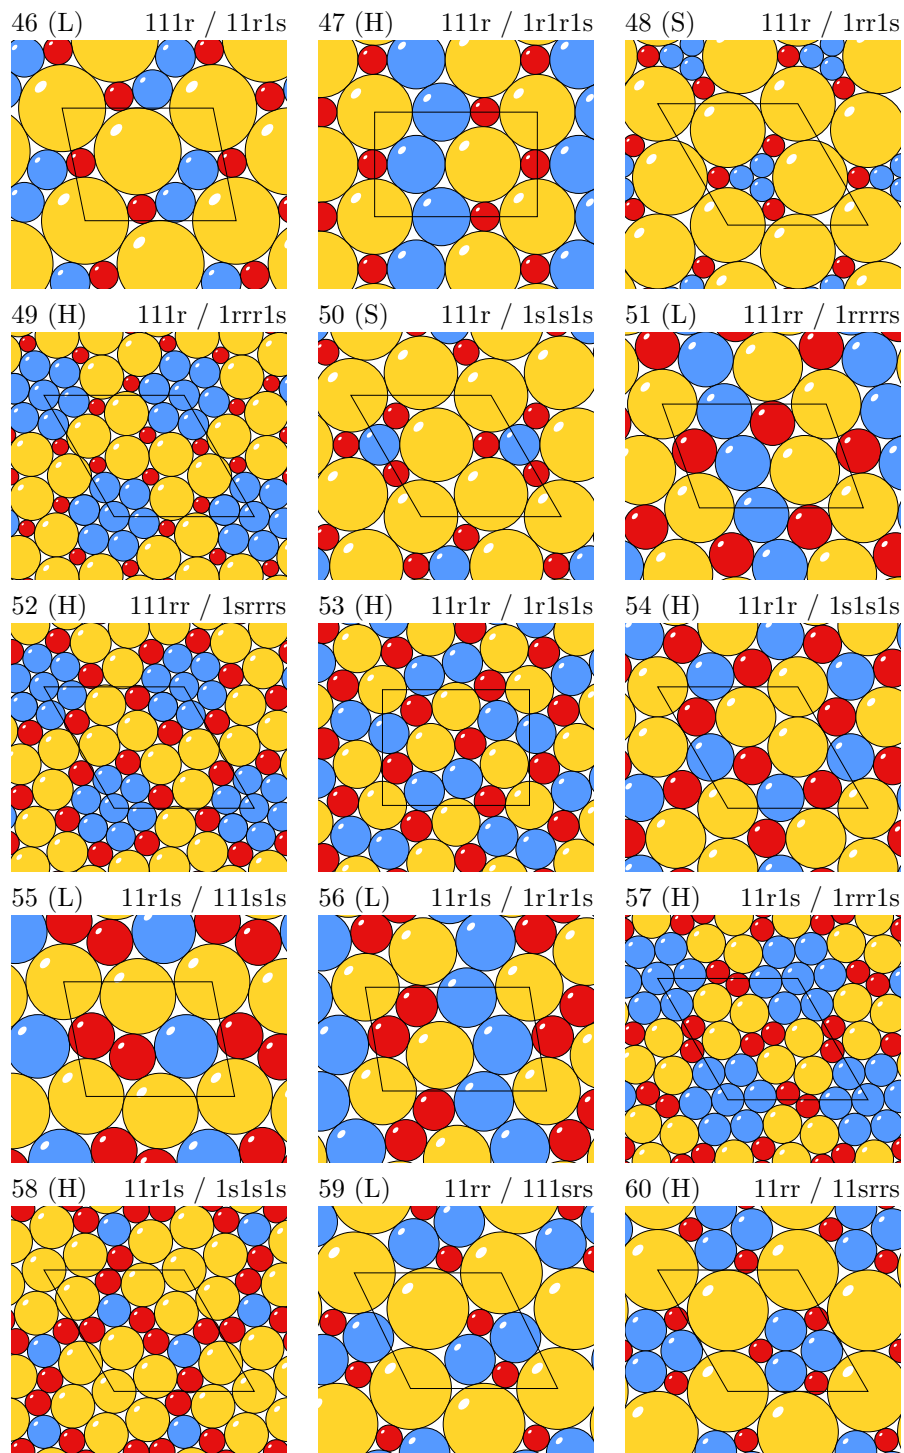 46 (L) 111r / 11r1s 47 (H) 111r / 1r1r1s 48 (S) 111r / 1rr1s
49 (H) 111r / 1rrr1s 50 (S) 111r / 1s1s1s 51 (L) 111rr / 1rrrrs
52 (H) 111rr / 1srrrs 53 (H) 11r1r / 1r1s1s 54 (H) 11r1r / 1s1s1s
55 (L) 11r1s / 111s1s 56 (L) 11r1s / 1r1r1s 57 (H) 11r1s / 1rrr1s
58 (H) 11r1s / 1s1s1s 59 (L) 11rr / 111srs 60 (H) 11rr / 11srrs